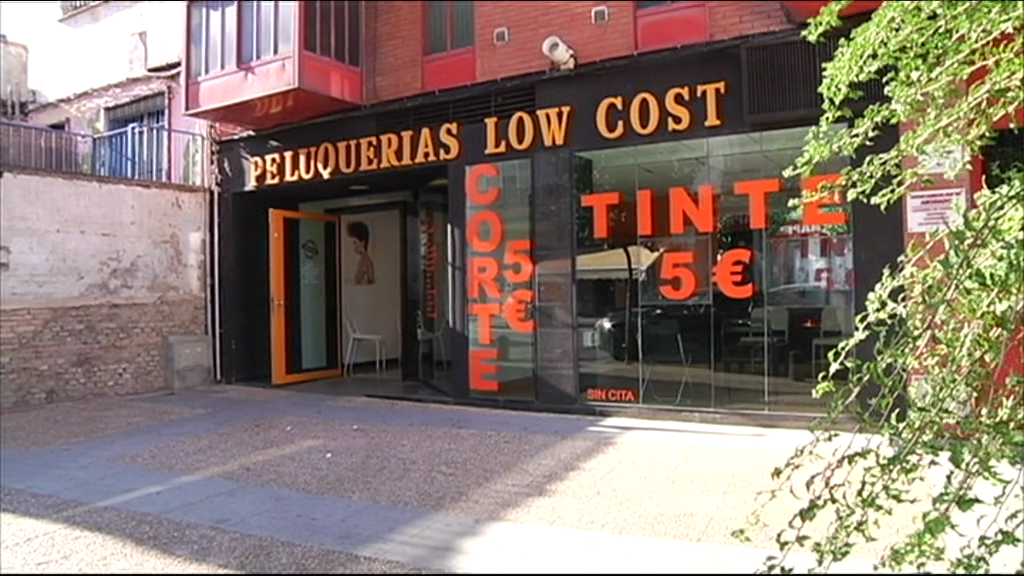 PELUQUERIAS LOW COST
CORTE
5
€
TINTE
5€
SIN CITA